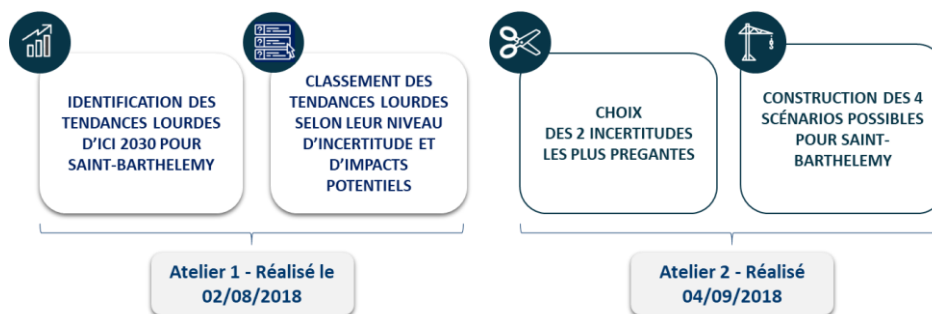 IDENTIFICATION DES
TENDANCES LOURDES
D'ICI 2030 POUR
SAINT-BARTHELEMY
CLASSEMENT DES
TENDANCES LOURDES
SELON LEUR NIVEAU
D'INCERTITUDE ET
D'IMPACTS
POTENTIELS
CHOIX
DES 2 INCERTITUDES
LES PLUS PREGANTES
CONSTRUCTION DES 4
SCÉNARIOS POSSIBLES
POUR SAINT-
BARTHELEMY
Atelier 1 - Réalisé le
02/08/2018
Atelier 2 - Réalisé
04/09/2018